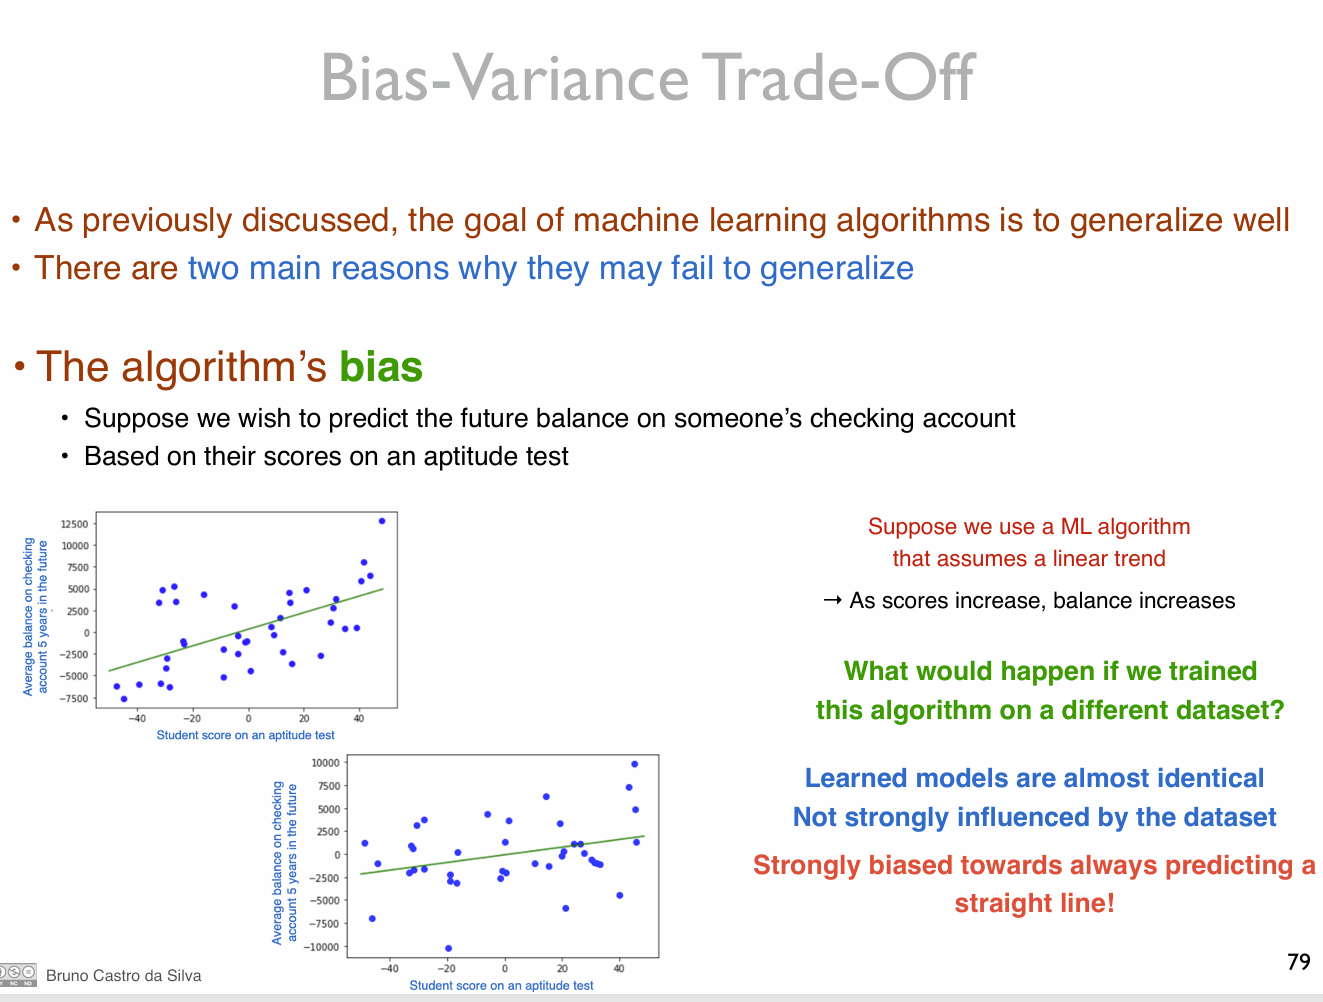 Bias-Variance Trade-Off
• As previously discussed, the goal of machine learning algorithms is to generalize well
• There are two main reasons why they may fail to generalize
• The algorithm’s bias
• Suppose we wish to predict the future balance on someone’s checking account
• Based on their scores on an aptitude test
Average balance on checking
account 5 years in the future
12500
10000
7500
5000
2500
0
−2500
−5000
−7500
−40 −20 0 20 40
Student score on an aptitude test
Suppose we use a ML algorithm
that assumes a linear trend
→ As scores increase, balance increases
What would happen if we trained
this algorithm on a different dataset?
Average balance on checking
account 5 years in the future
10000
7500
5000
2500
0
−2500
−5000
−7500
−10000
−40 −20 0 20 40
Student score on an aptitude test
Learned models are almost identical
Not strongly influenced by the dataset
Strongly biased towards always predicting a
straight line!
NC ND
Bruno Castro da Silva
79